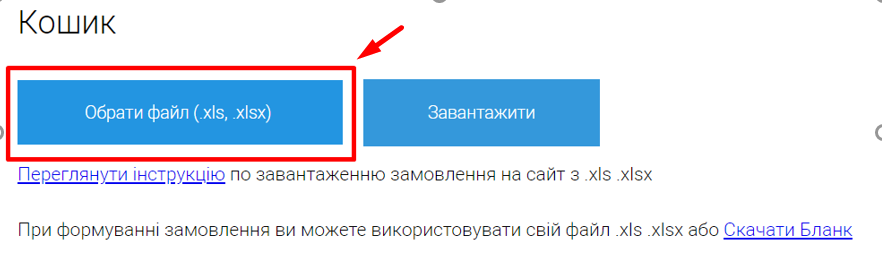 Кошик
Обрати файл (.xls, .xlsx)
Завантажити
Переглянути інструкцію по завантаженню замовлення на сайт з .xls .xlsx
При формуванні замовлення ви можете використовувати свій файл .xls .xlsx або Скачати Бланк